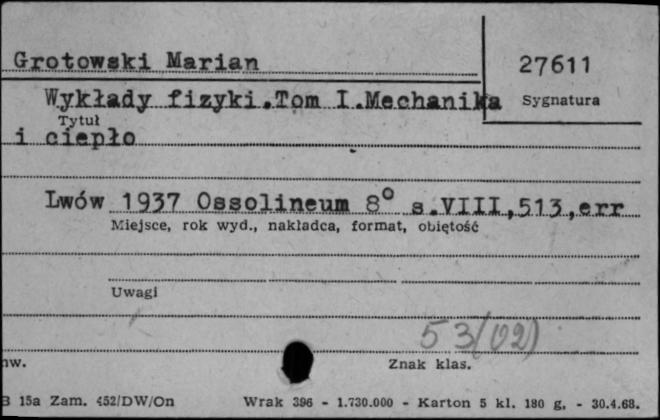 Grotowski Marian
27611
Wykłady fizyki.Tom I.Mechanika
Sygnatura
Tytuł
i ciepło
Lwów 1937 Ossolineum 8° s.VIII,513,err
Miejsce, rok wyd., nakładca, format, objętość
Uwagi
53(02)
nw.
Znak klas.
B 15a Zam. 452/DW/On Wrak 396 - 1.730.000 - Karton 5 kl. 180 g. - 30.4.68.